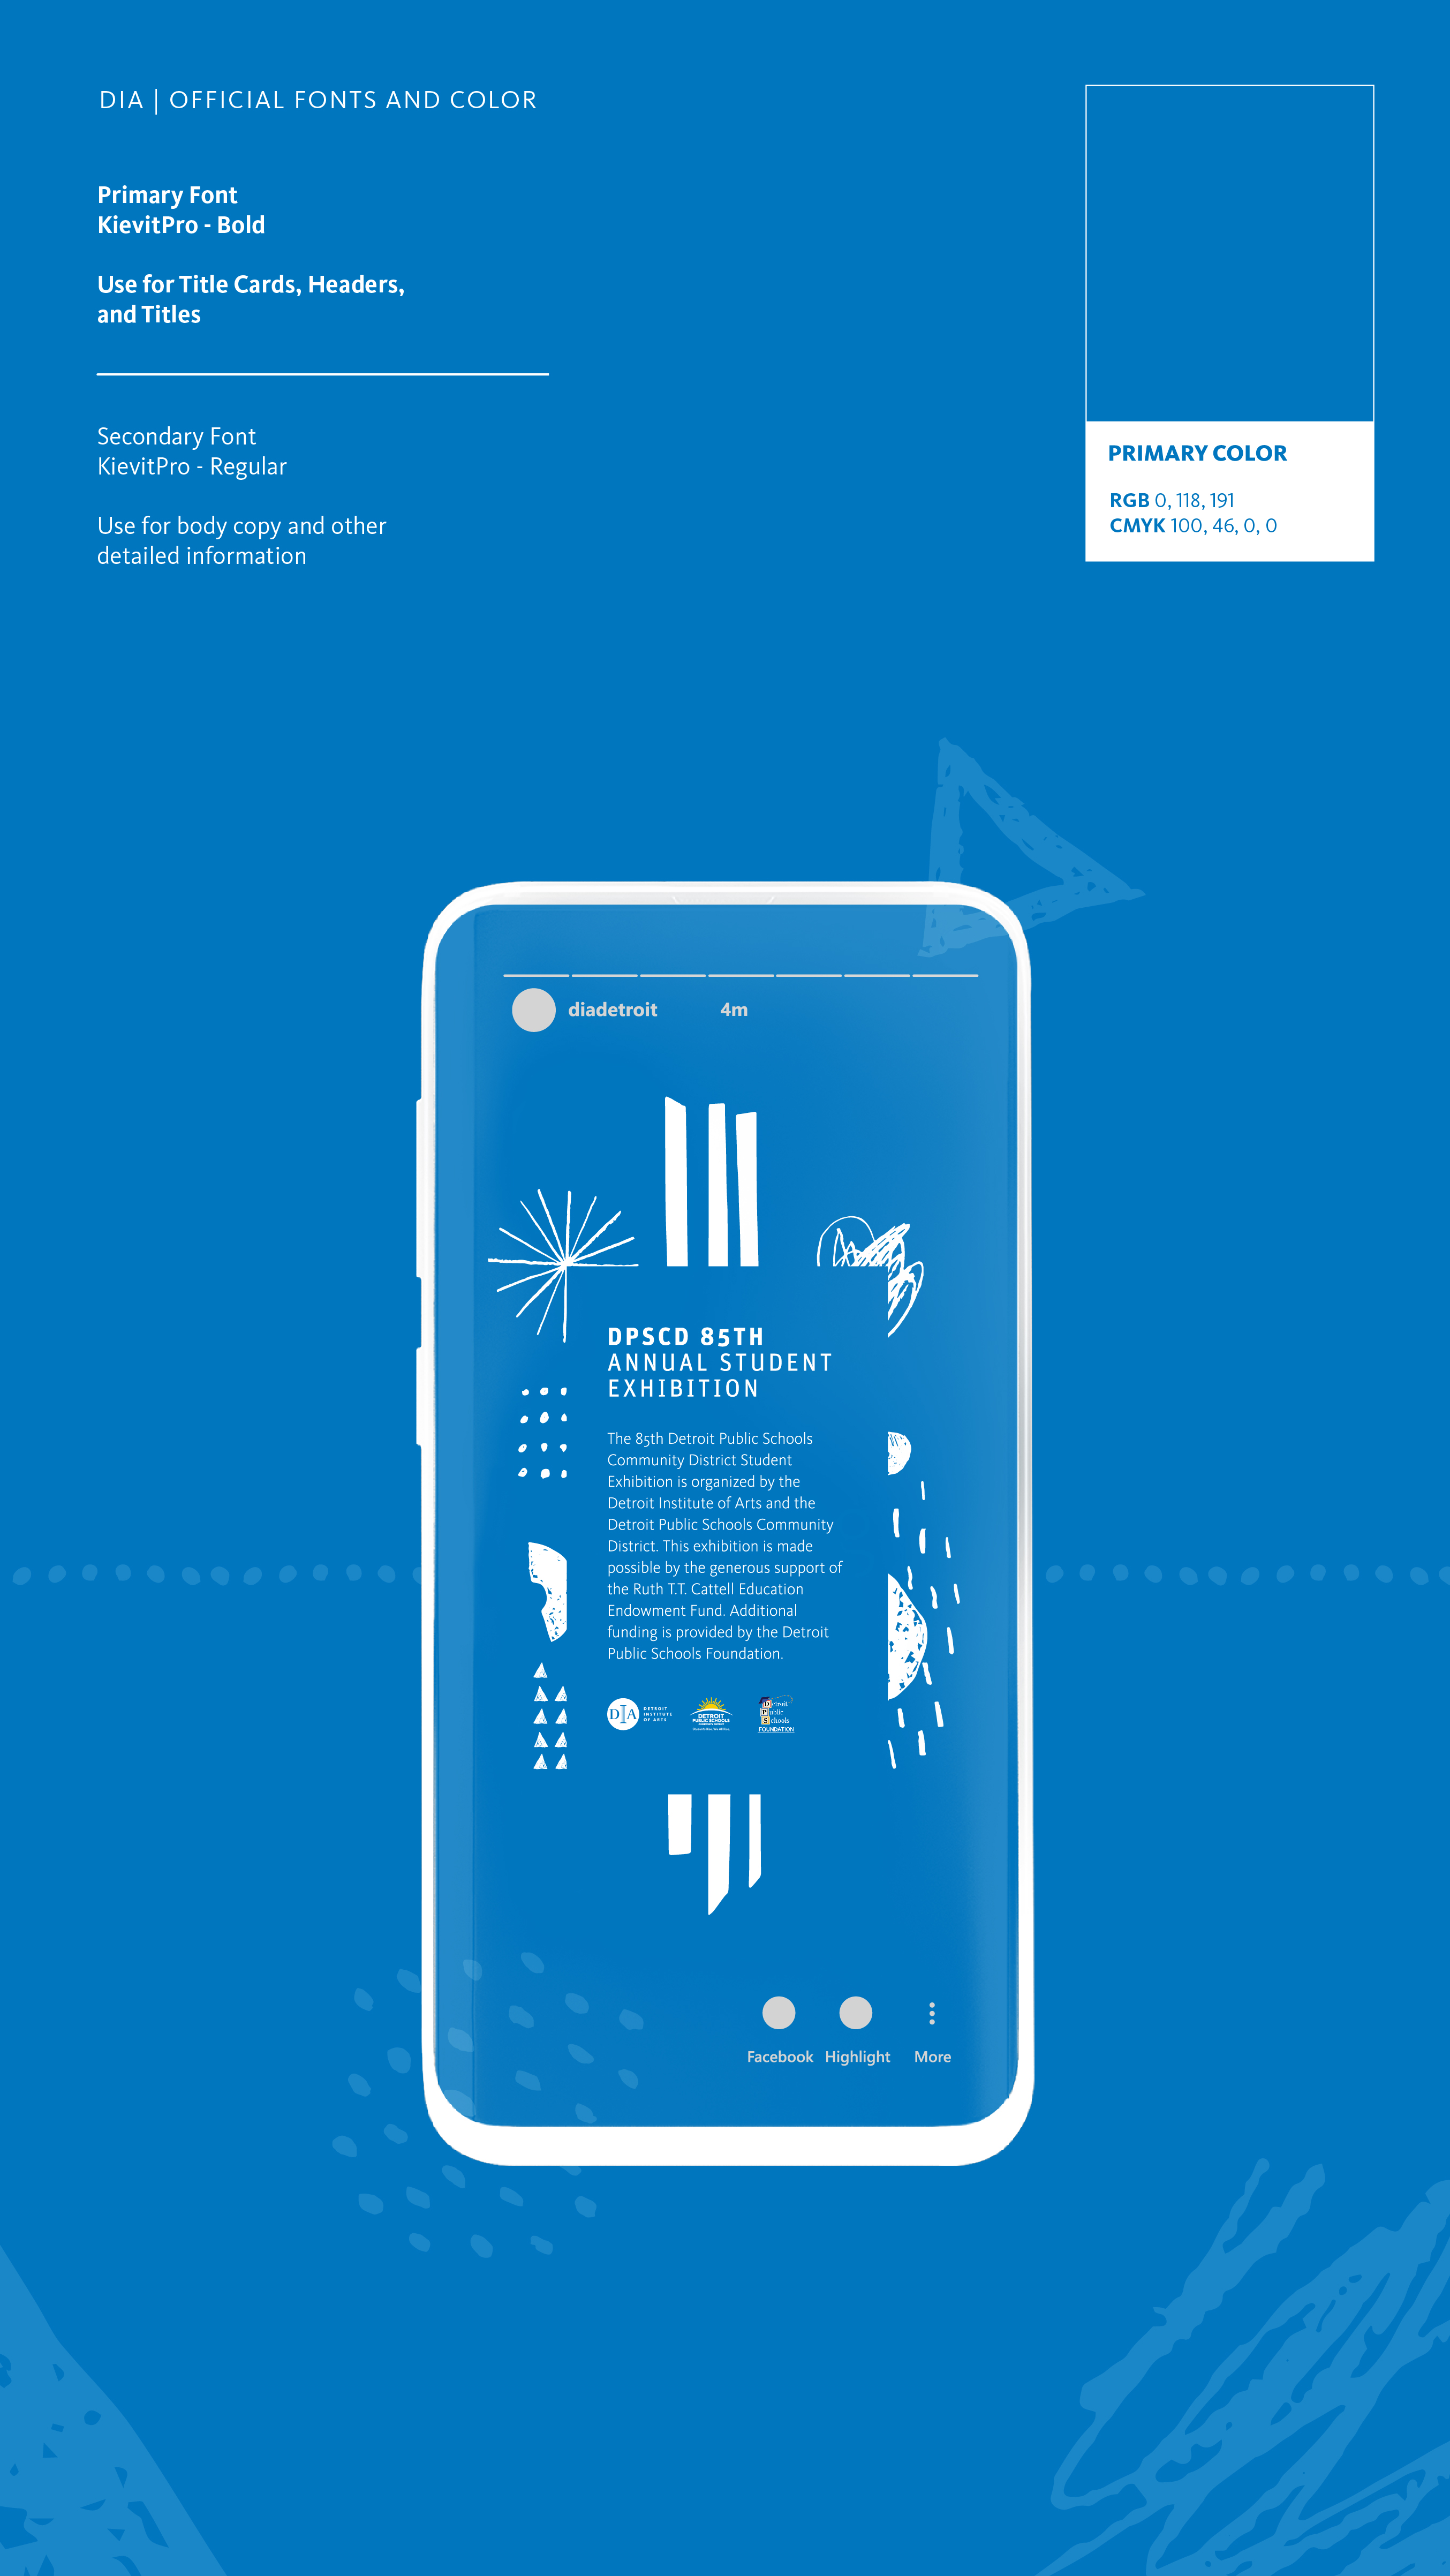 DIA | OFFICIAL FONTS AND COLOR
Primary Font
KievitPro - Bold
Use for Title Cards, Headers,
and Titles
Secondary Font
KievitPro - Regular
Use for body copy and other
detailed information
PRIMARY COLOR
RGB 0, 118, 191
CMYK 100, 46, 0, 0
diadetroit 4m
DPSCD 85TH
ANNUAL STUDENT
EXHIBITION
The 85th Detroit Public Schools
Community District Student
Exhibition is organized by the
Detroit Institute of Arts and the
Detroit Public Schools Community
District. This exhibition is made
possible by the generous support of
the Ruth T.T. Cattell Education
Endowment Fund. Additional
funding is provided by the Detroit
Public Schools Foundation.
DIA
DETROIT
INSTITUTE
OF ARTS
DETROIT
PUBLIC SCHOOLS
Detroit
Public
Schools
FOUNDATION
Facebook Highlight More